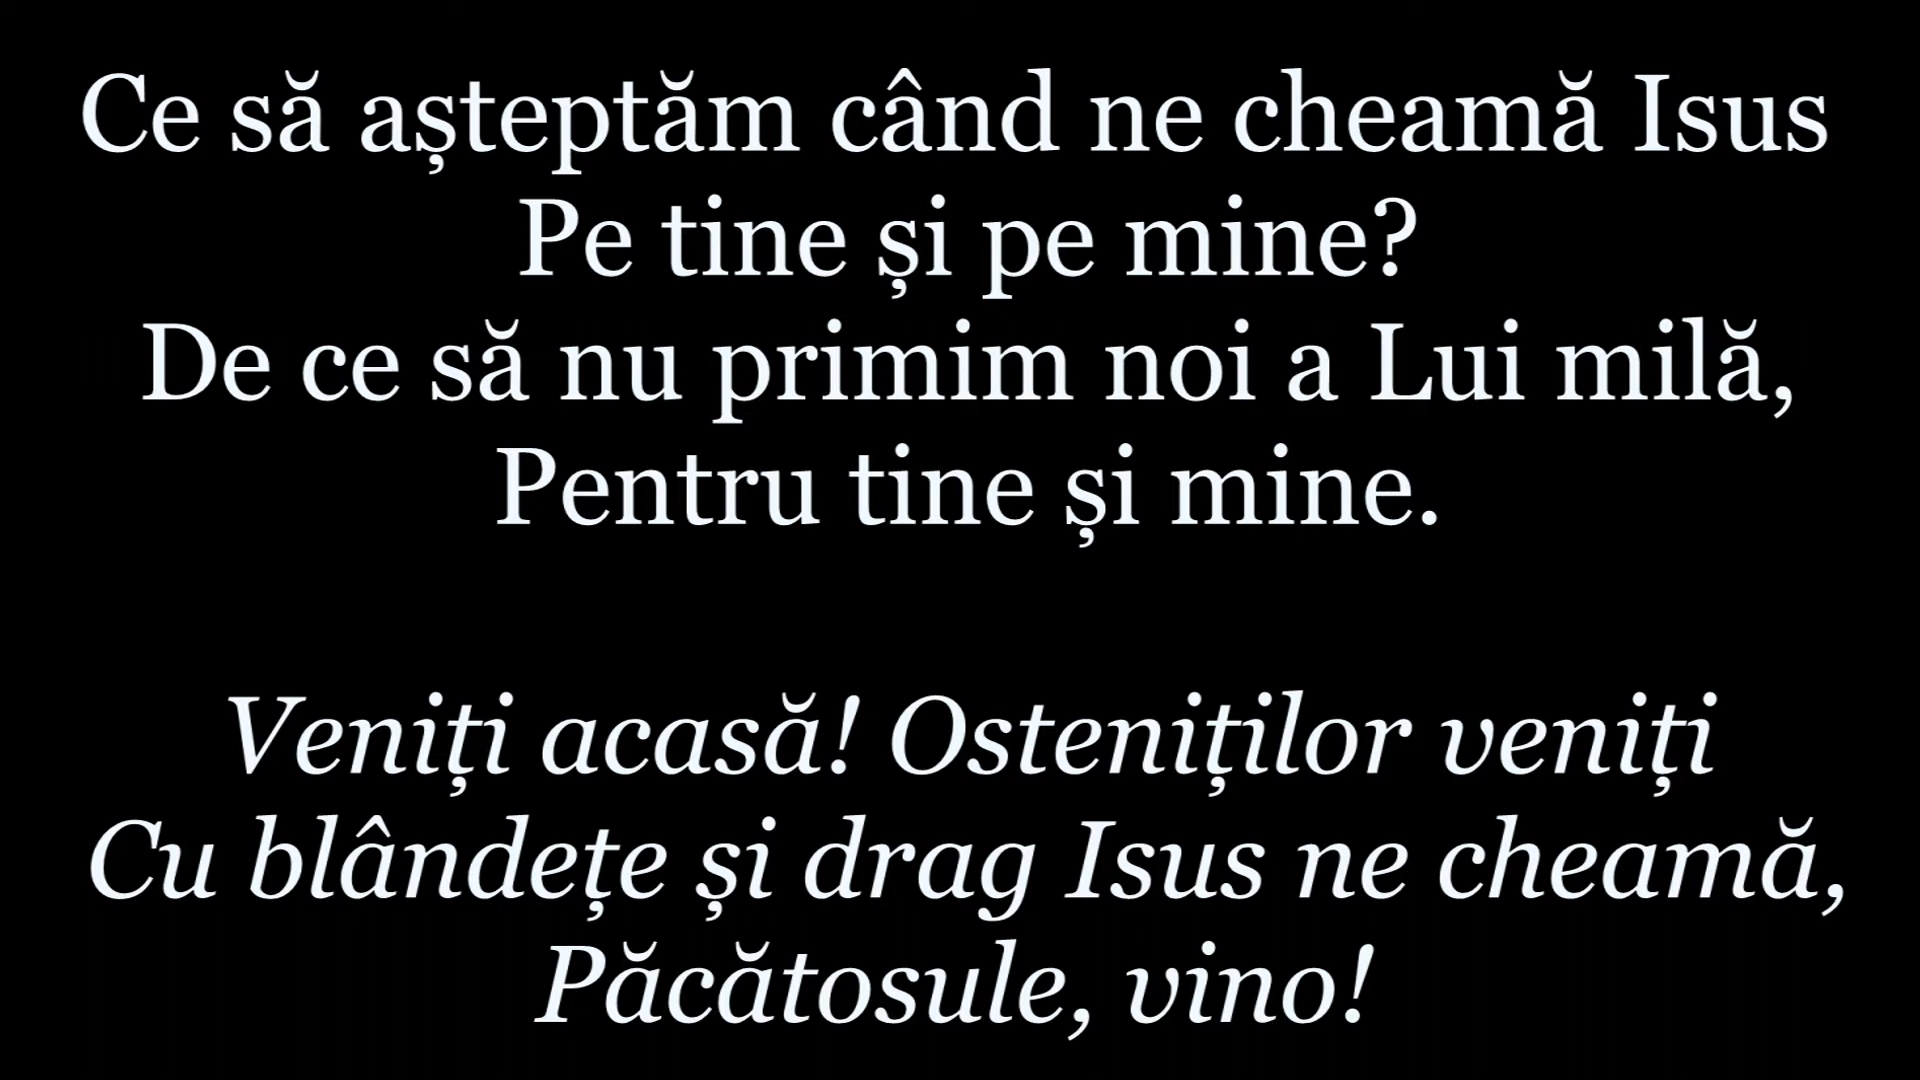 Ce să așteptăm când ne cheamă Isus
Pe tine și pe mine?
De ce să nu primim noi a Lui milă,
Pentru tine și mine.
Veniți acasă! Osteniților veniți
Cu blândețe și drag Isus ne cheamă,
Păcătosule, vino!